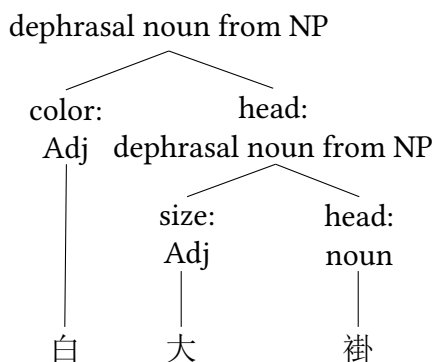 dephrasal noun from NP
color: head:
Adj dephrasal noun from NP
size: head:
Adj noun
白 大 褂